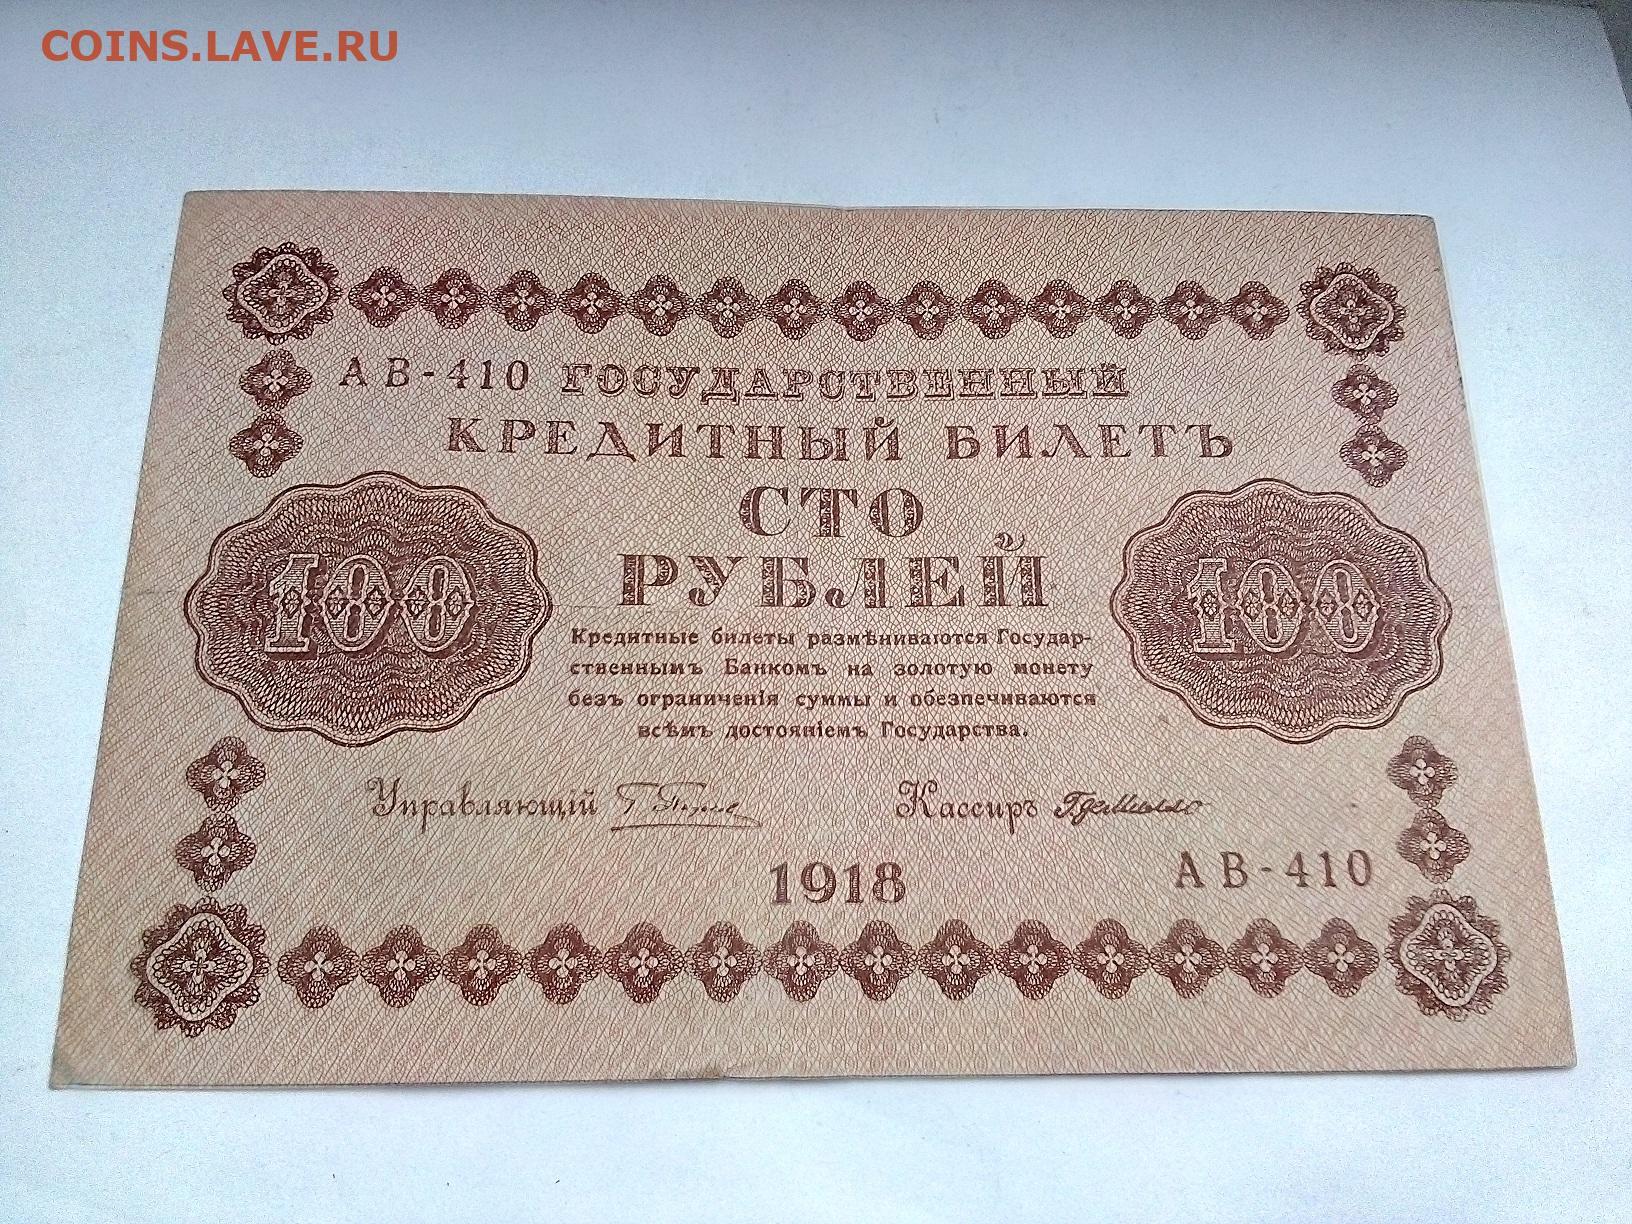 COINS.LAVE.RU
АВ-410 ГОСУДАРСТВЕННЫЙ
КРЕДИТНЫЙ БИЛЕТЪ
СТО
РУБЛЕЙ
100 100
Кредитные билеты размѣниваются Государ-
ственнымъ Банкомъ на золотую монету
безъ ограниченія суммы и обезпечиваются
всѣмъ достояніемъ Государства.
Управляющій Кассиръ
1918 АВ-410